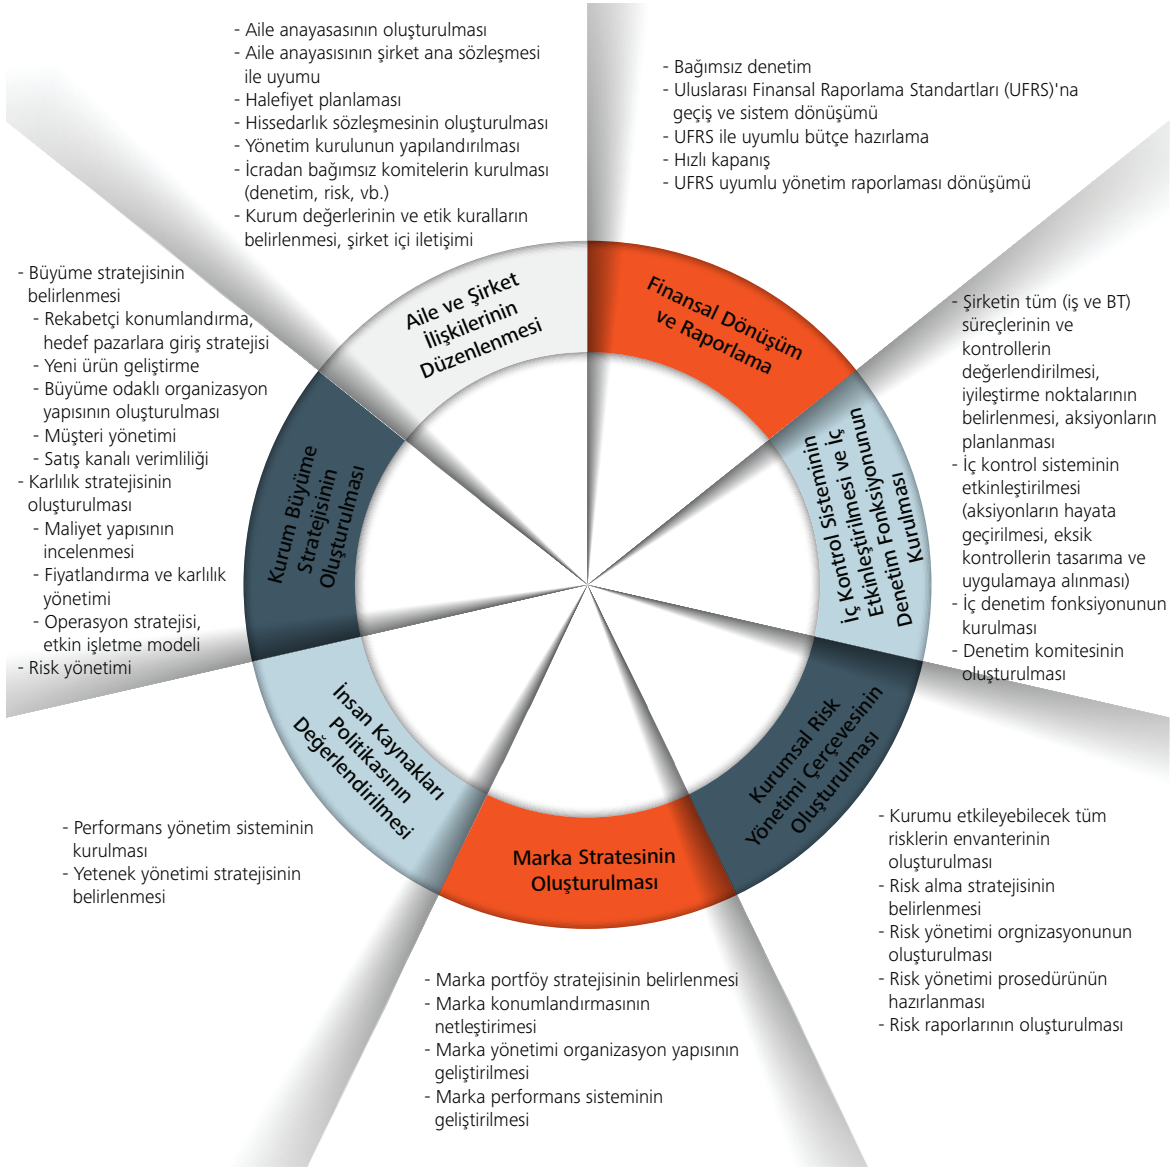 - Aile anayasasının oluşturulması
- Aile anayasısının şirket ana sözleşmesi
ile uyumu
- Halefiyet planlaması
- Hissedarlık sözleşmesinin oluşturulması
- Yönetim kurulunun yapılandırılması
- İcradan bağımsız komitelerin kurulması
(denetim, risk, vb.)
- Kurum değerlerinin ve etik kuralların
belirlenmesi, şirket içi iletişimi
- Bağımsız denetim
- Uluslarası Finansal Raporlama Standartları (UFRS)'na
geçiş ve sistem dönüşümü
- UFRS ile uyumlu bütçe hazırlama
- Hızlı kapanış
- UFRS uyumlu yönetim raporlaması dönüşümü
Aile ve Şirket
İlişkilerinin
Düzenlenmesi
Finansal Dönüşüm
ve Raporlama
- Büyüme stratejisinin
belirlenmesi
- Rekabetçi konumlandırma,
hedef pazarlara giriş stratejisi
- Yeni ürün geliştirme
- Büyüme odaklı organizasyon
yapısının oluşturulması
- Müşteri yönetimi
- Satış kanalı verimliliği
- Karlılık stratejisinin
oluşturulması
- Maliyet yapısının
incelenmesi
- Fiyatlandırma ve karlılık
yönetimi
- Operasyon stratejisi,
etkin işletme modeli
- Risk yönetimi
Kurum Büyüme
Stratejisinin
Oluşturulması
İç Kontrol Sisteminin
Etkinleştirilmesi ve İç
Denetim Fonksiyonunun
Kurulması
- Şirketin tüm (iş ve BT)
süreçlerinin ve
kontrollerin
değerlendirilmesi,
iyileştirme noktalarının
belirlenmesi, aksiyonların
planlanması
- İç kontrol sisteminin
etkinleştirilmesi
(aksiyonların hayata
geçirilmesi, eksik
kontrollerin tasarıma ve
uygulamaya alınması)
- İç denetim fonksiyonunun
kurulması
- Denetim komitesinin
oluşturulması
İnsan Kaynakları
Politikasının
Değerlendirilmesi
Kurumsal Risk
Yönetimi Çerçevesinin
Oluşturulması
Marka Stratesinin
Oluşturulması
- Performans yönetim sisteminin
kurulması
- Yetenek yönetimi stratejisinin
belirlenmesi
- Kurumu etkileyebilecek tüm
risklerin envanterinin
oluşturulması
- Risk alma stratejisinin
belirlenmesi
- Risk yönetimi orgnizasyonunun
oluşturulması
- Risk yönetimi prosedürünün
hazırlanması
- Risk raporlarının oluşturulması
- Marka portföy stratejisinin belirlenmesi
- Marka konumlandırmasının
netleştirimesi
- Marka yönetimi organizasyon yapısının
geliştirilmesi
- Marka performans sisteminin
geliştirilmesi